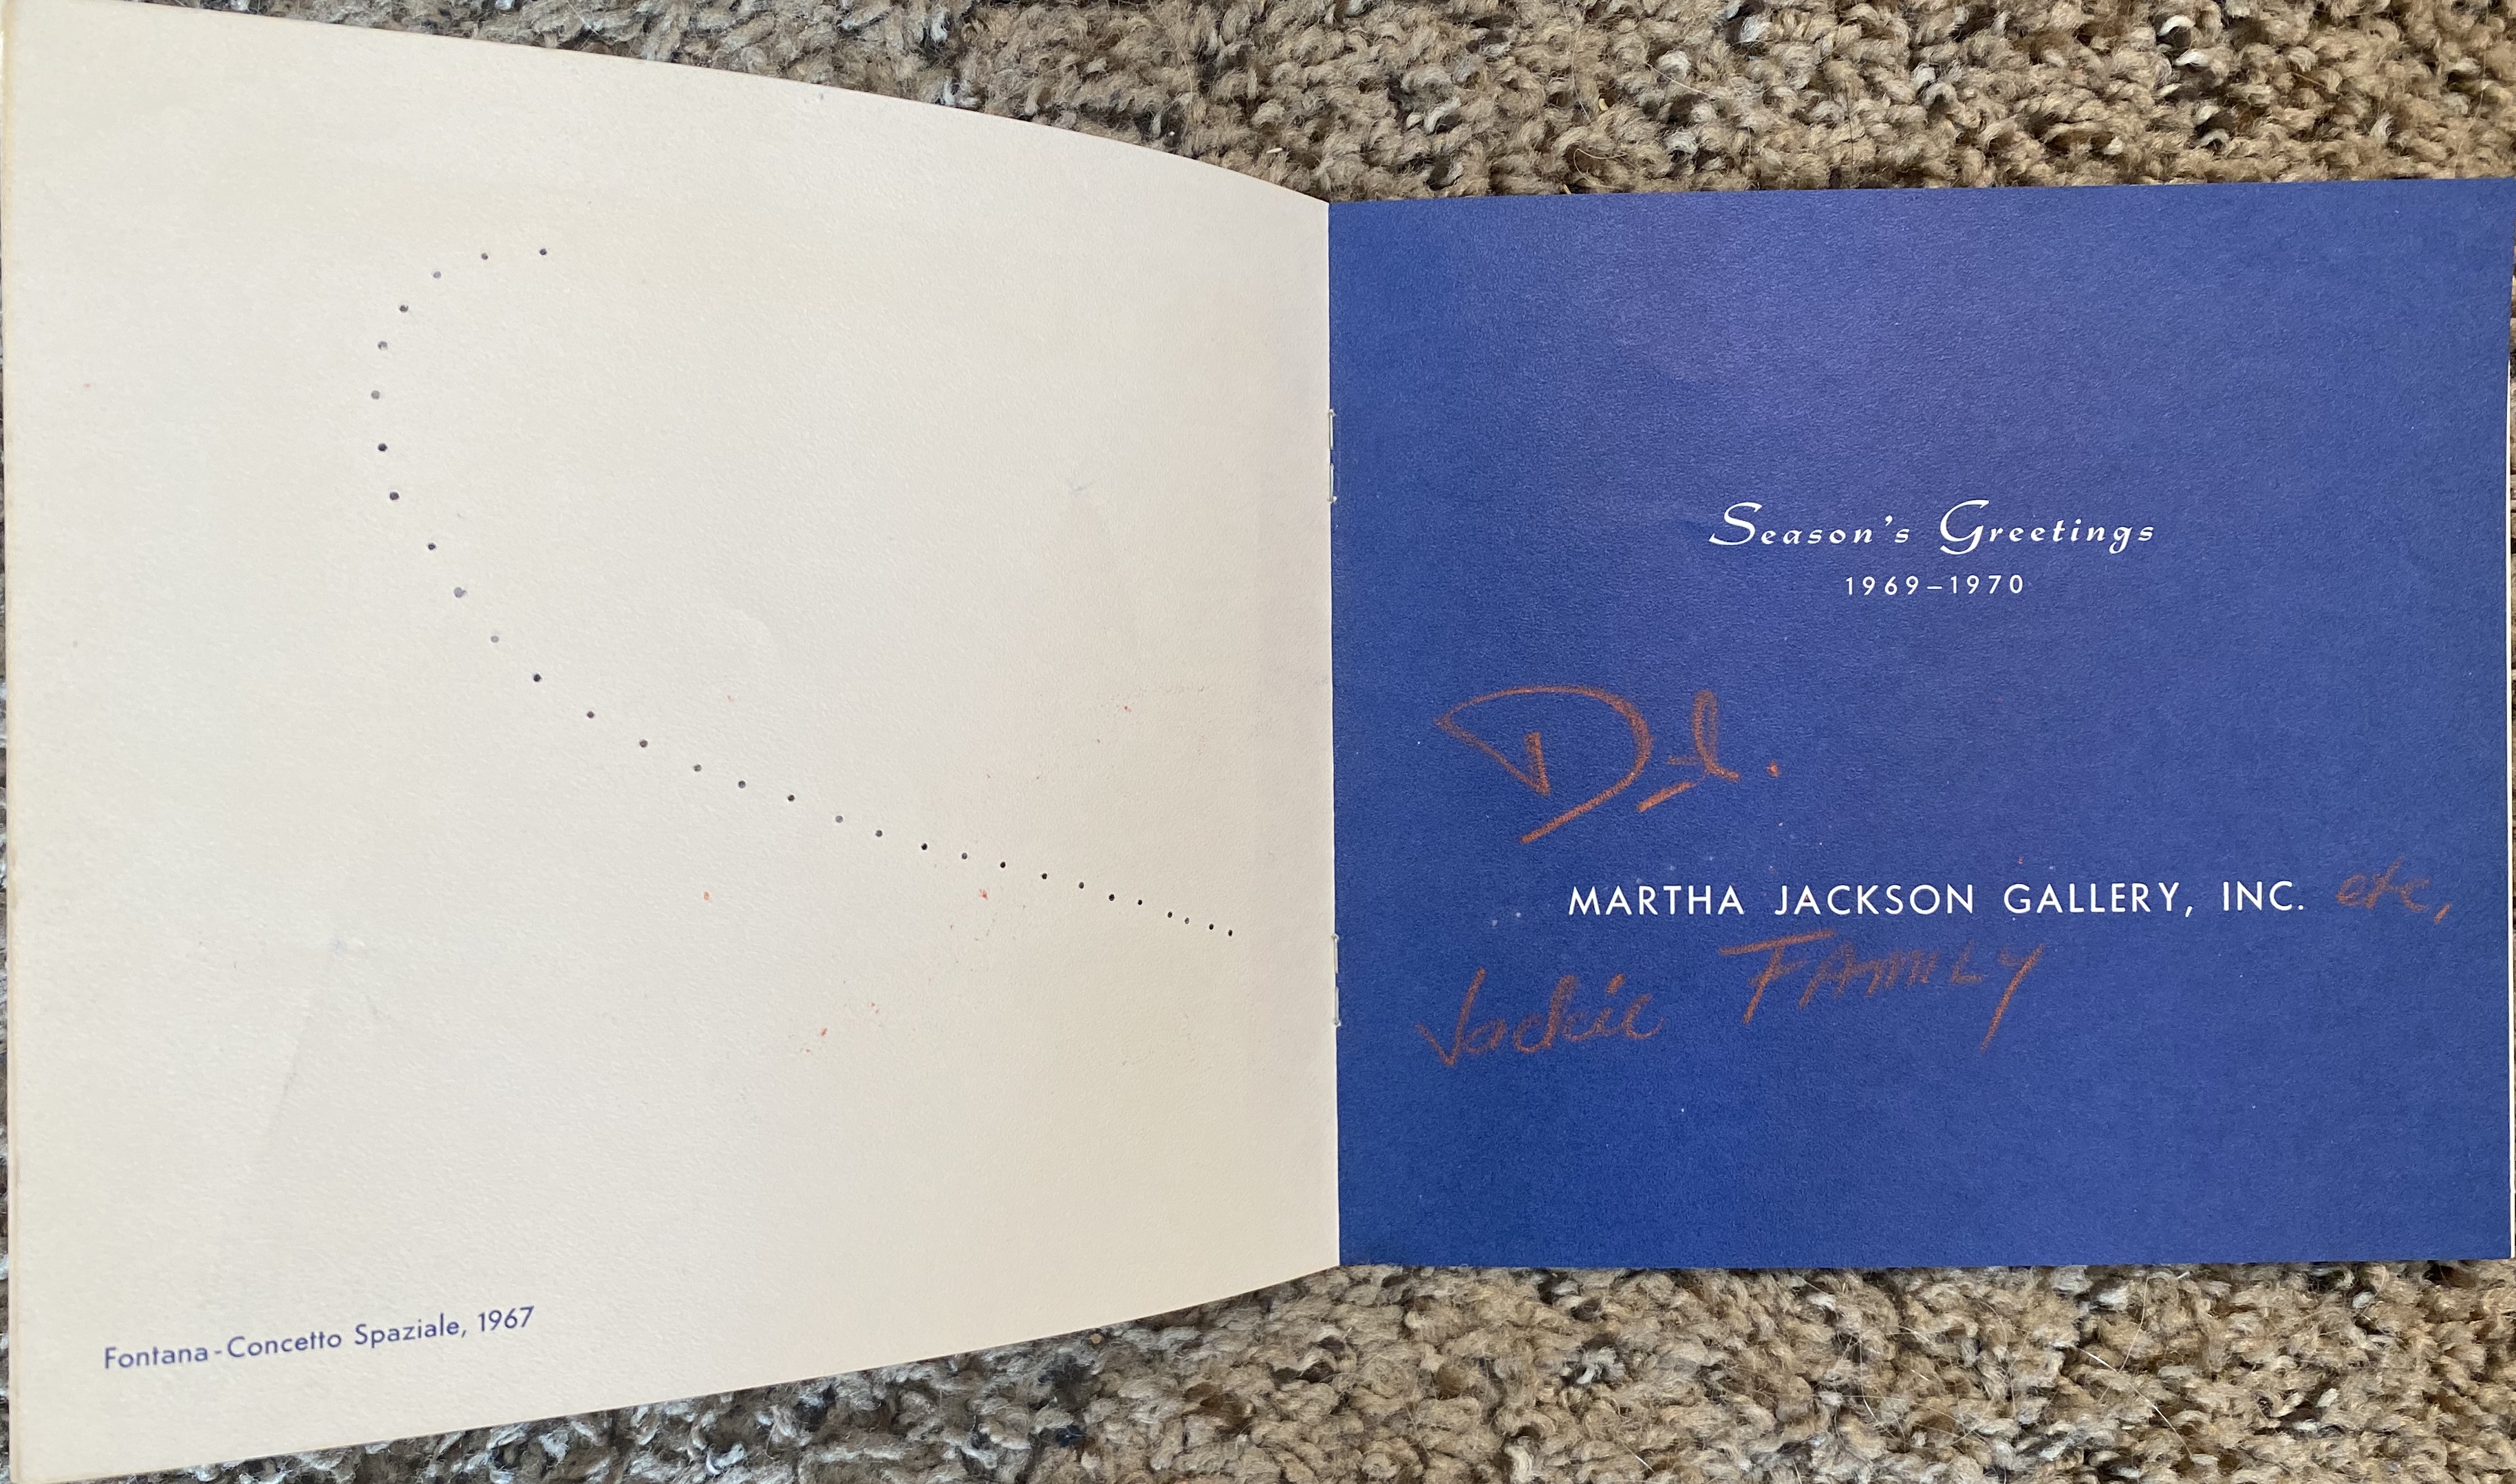 Fontana - Concetto Spaziale, 1967
Season's Greetings
1969–1970
MARTHA JACKSON GALLERY, INC. etc,
Jackie FAMILY